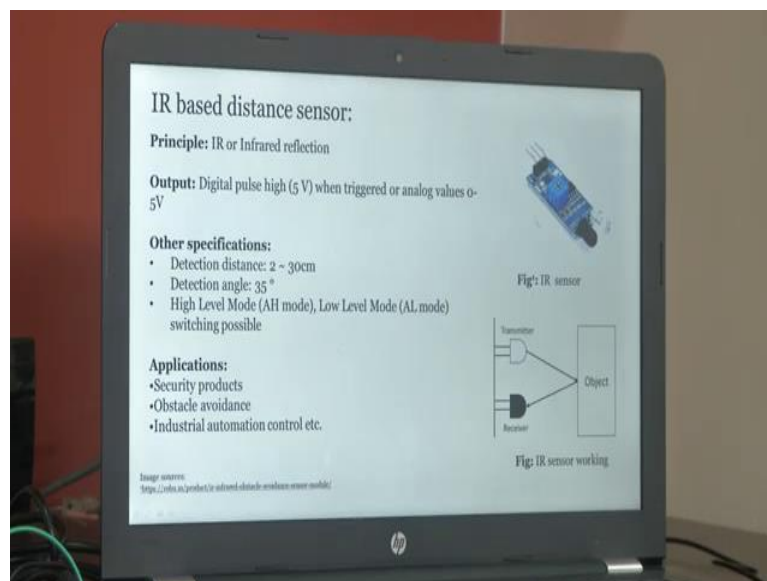 IR based distance sensor:
Principle: IR or Infrared reflection
Output: Digital pulse high (5 V) when triggered or analog values 0-
5V
Other specifications:
• Detection distance: 2 ~ 30cm
• Detection angle: 35 °
• High Level Mode (AH mode), Low Level Mode (AL mode)
switching possible
Applications:
•Security products
•Obstacle avoidance
•Industrial automation control etc.
Image sources:
Fig¹: IR sensor
Transmitter
Object
Receiver
Fig: IR sensor working
hp